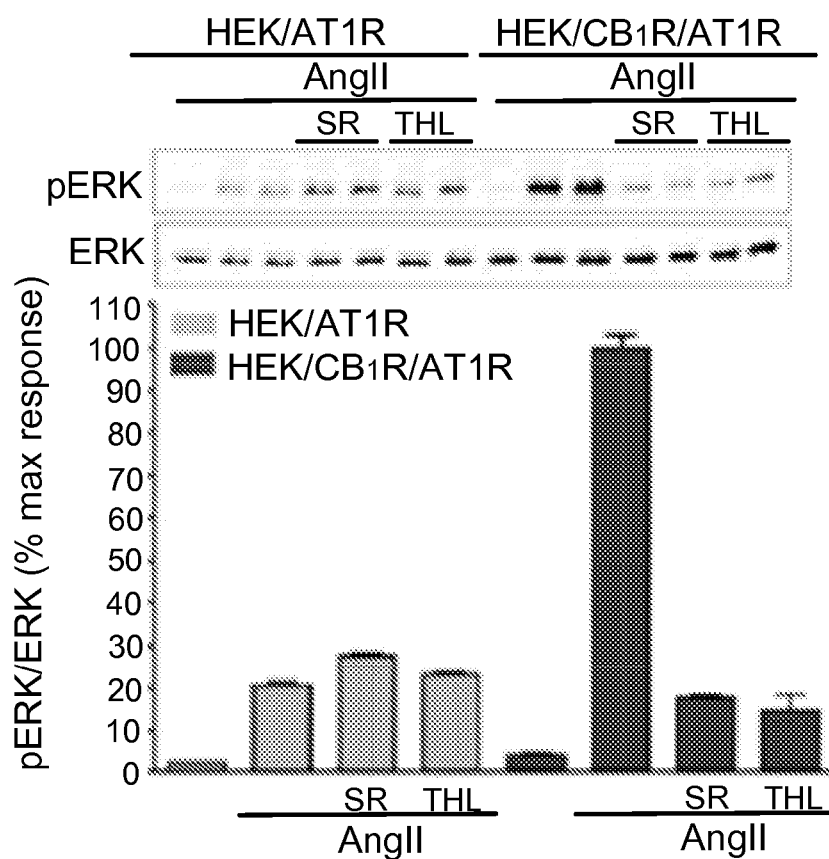 HEK/AT1R HEK/CB1R/AT1R
AngII AngII
SR THL SR THL
pERK
ERK
pERK/ERK (% max response)
110
100
90
80
70
60
50
40
30
20
10
0
HEK/AT1R
HEK/CB1R/AT1R
SR THL SR THL
AngII AngII